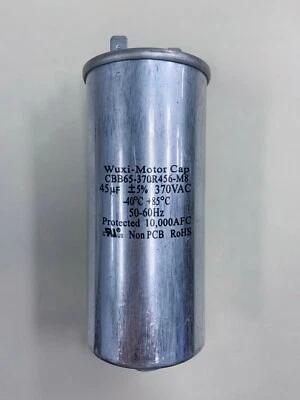 Wuxi-Motor Cap
CBB65-370R456-M8
45μF ±5% 370VAC
-40°C +85°C
50-60Hz
Protected 10,000AFC
Non PCB RoHS